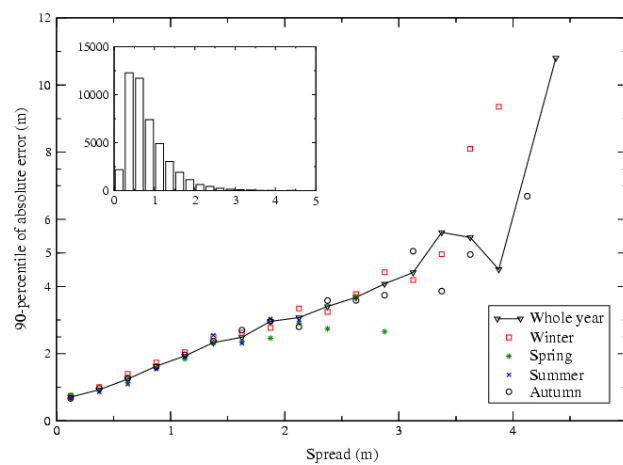 12
10
8
6
5
4
2
0
90-percentile of absolute error (m)
15000
10000
5000
0
0 1 2 3 4 5
Whole year
Winter
Spring
Summer
Autumn
0 1 2 3 4
Spread (m)